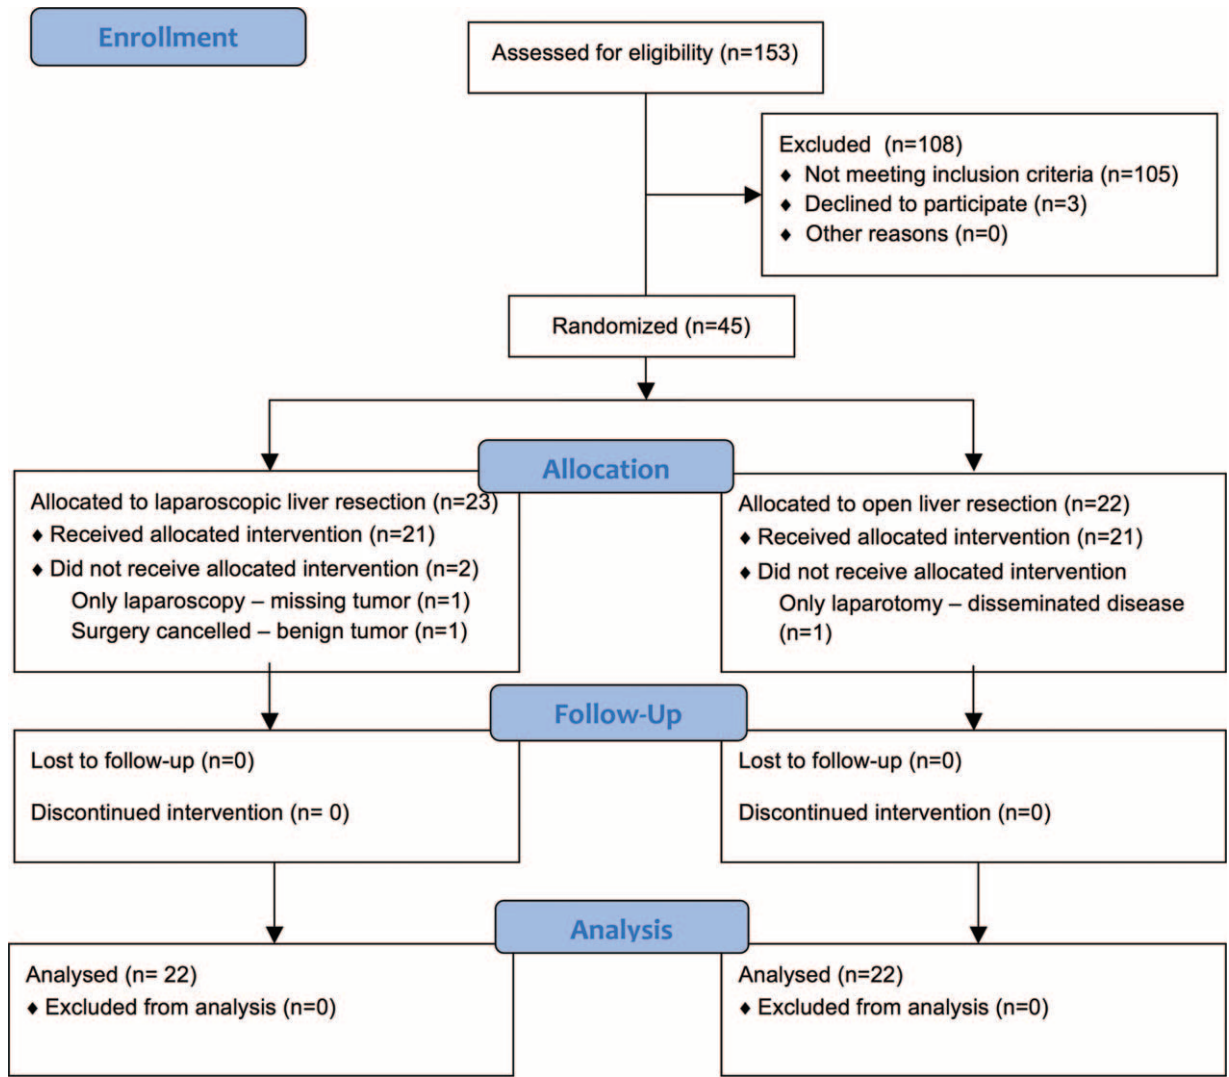 Enrollment
Assessed for eligibility (n=153)
Excluded (n=108)
♦ Not meeting inclusion criteria (n=105)
♦ Declined to participate (n=3)
♦ Other reasons (n=0)
Randomized (n=45)
Allocation
Allocated to laparoscopic liver resection (n=23)
♦ Received allocated intervention (n=21)
♦ Did not receive allocated intervention (n=2)
Only laparoscopy – missing tumor (n=1)
Surgery cancelled – benign tumor (n=1)
Allocated to open liver resection (n=22)
♦ Received allocated intervention (n=21)
♦ Did not receive allocated intervention
Only laparotomy – disseminated disease
(n=1)
Follow-Up
Lost to follow-up (n=0)
Discontinued intervention (n= 0)
Lost to follow-up (n=0)
Discontinued intervention (n=0)
Analysis
Analysed (n= 22)
♦ Excluded from analysis (n=0)
Analysed (n=22)
♦ Excluded from analysis (n=0)